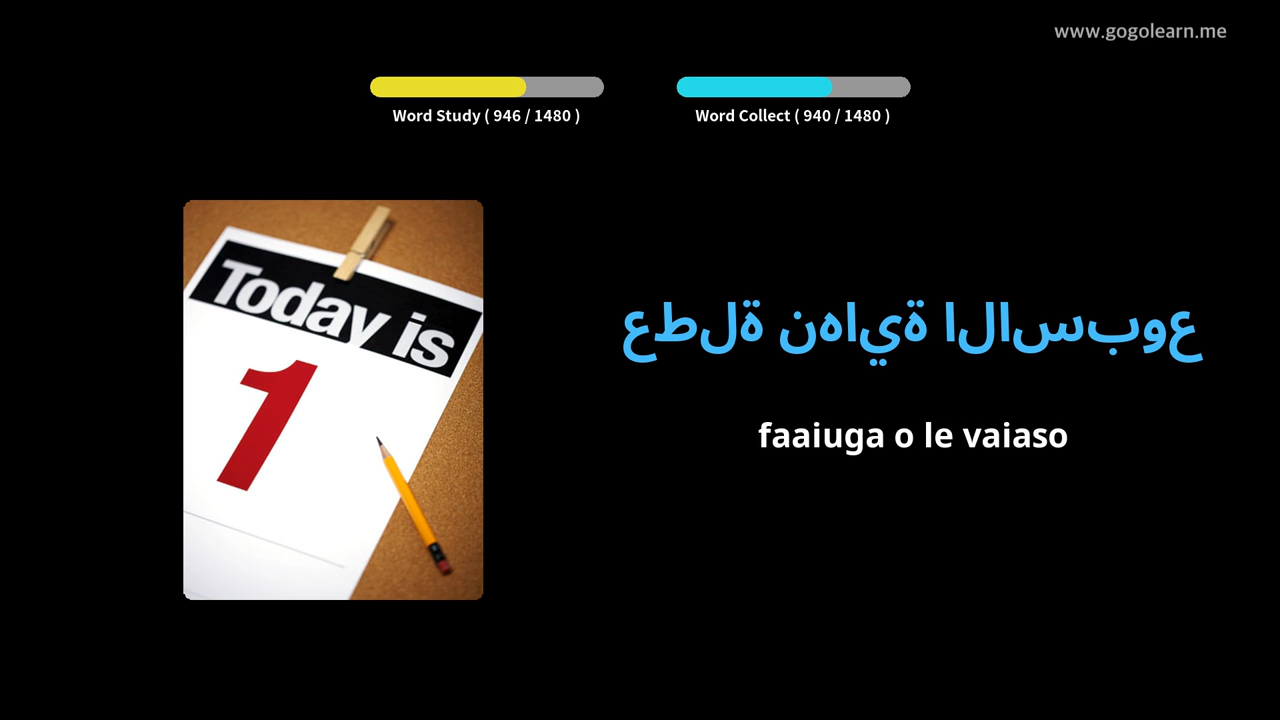 www.gogolearn.me
Word Study ( 946 / 1480 )
Word Collect ( 940 / 1480 )
Today is
1
عطلة نهاية الاسبوع
faaiuga o le vaiaso